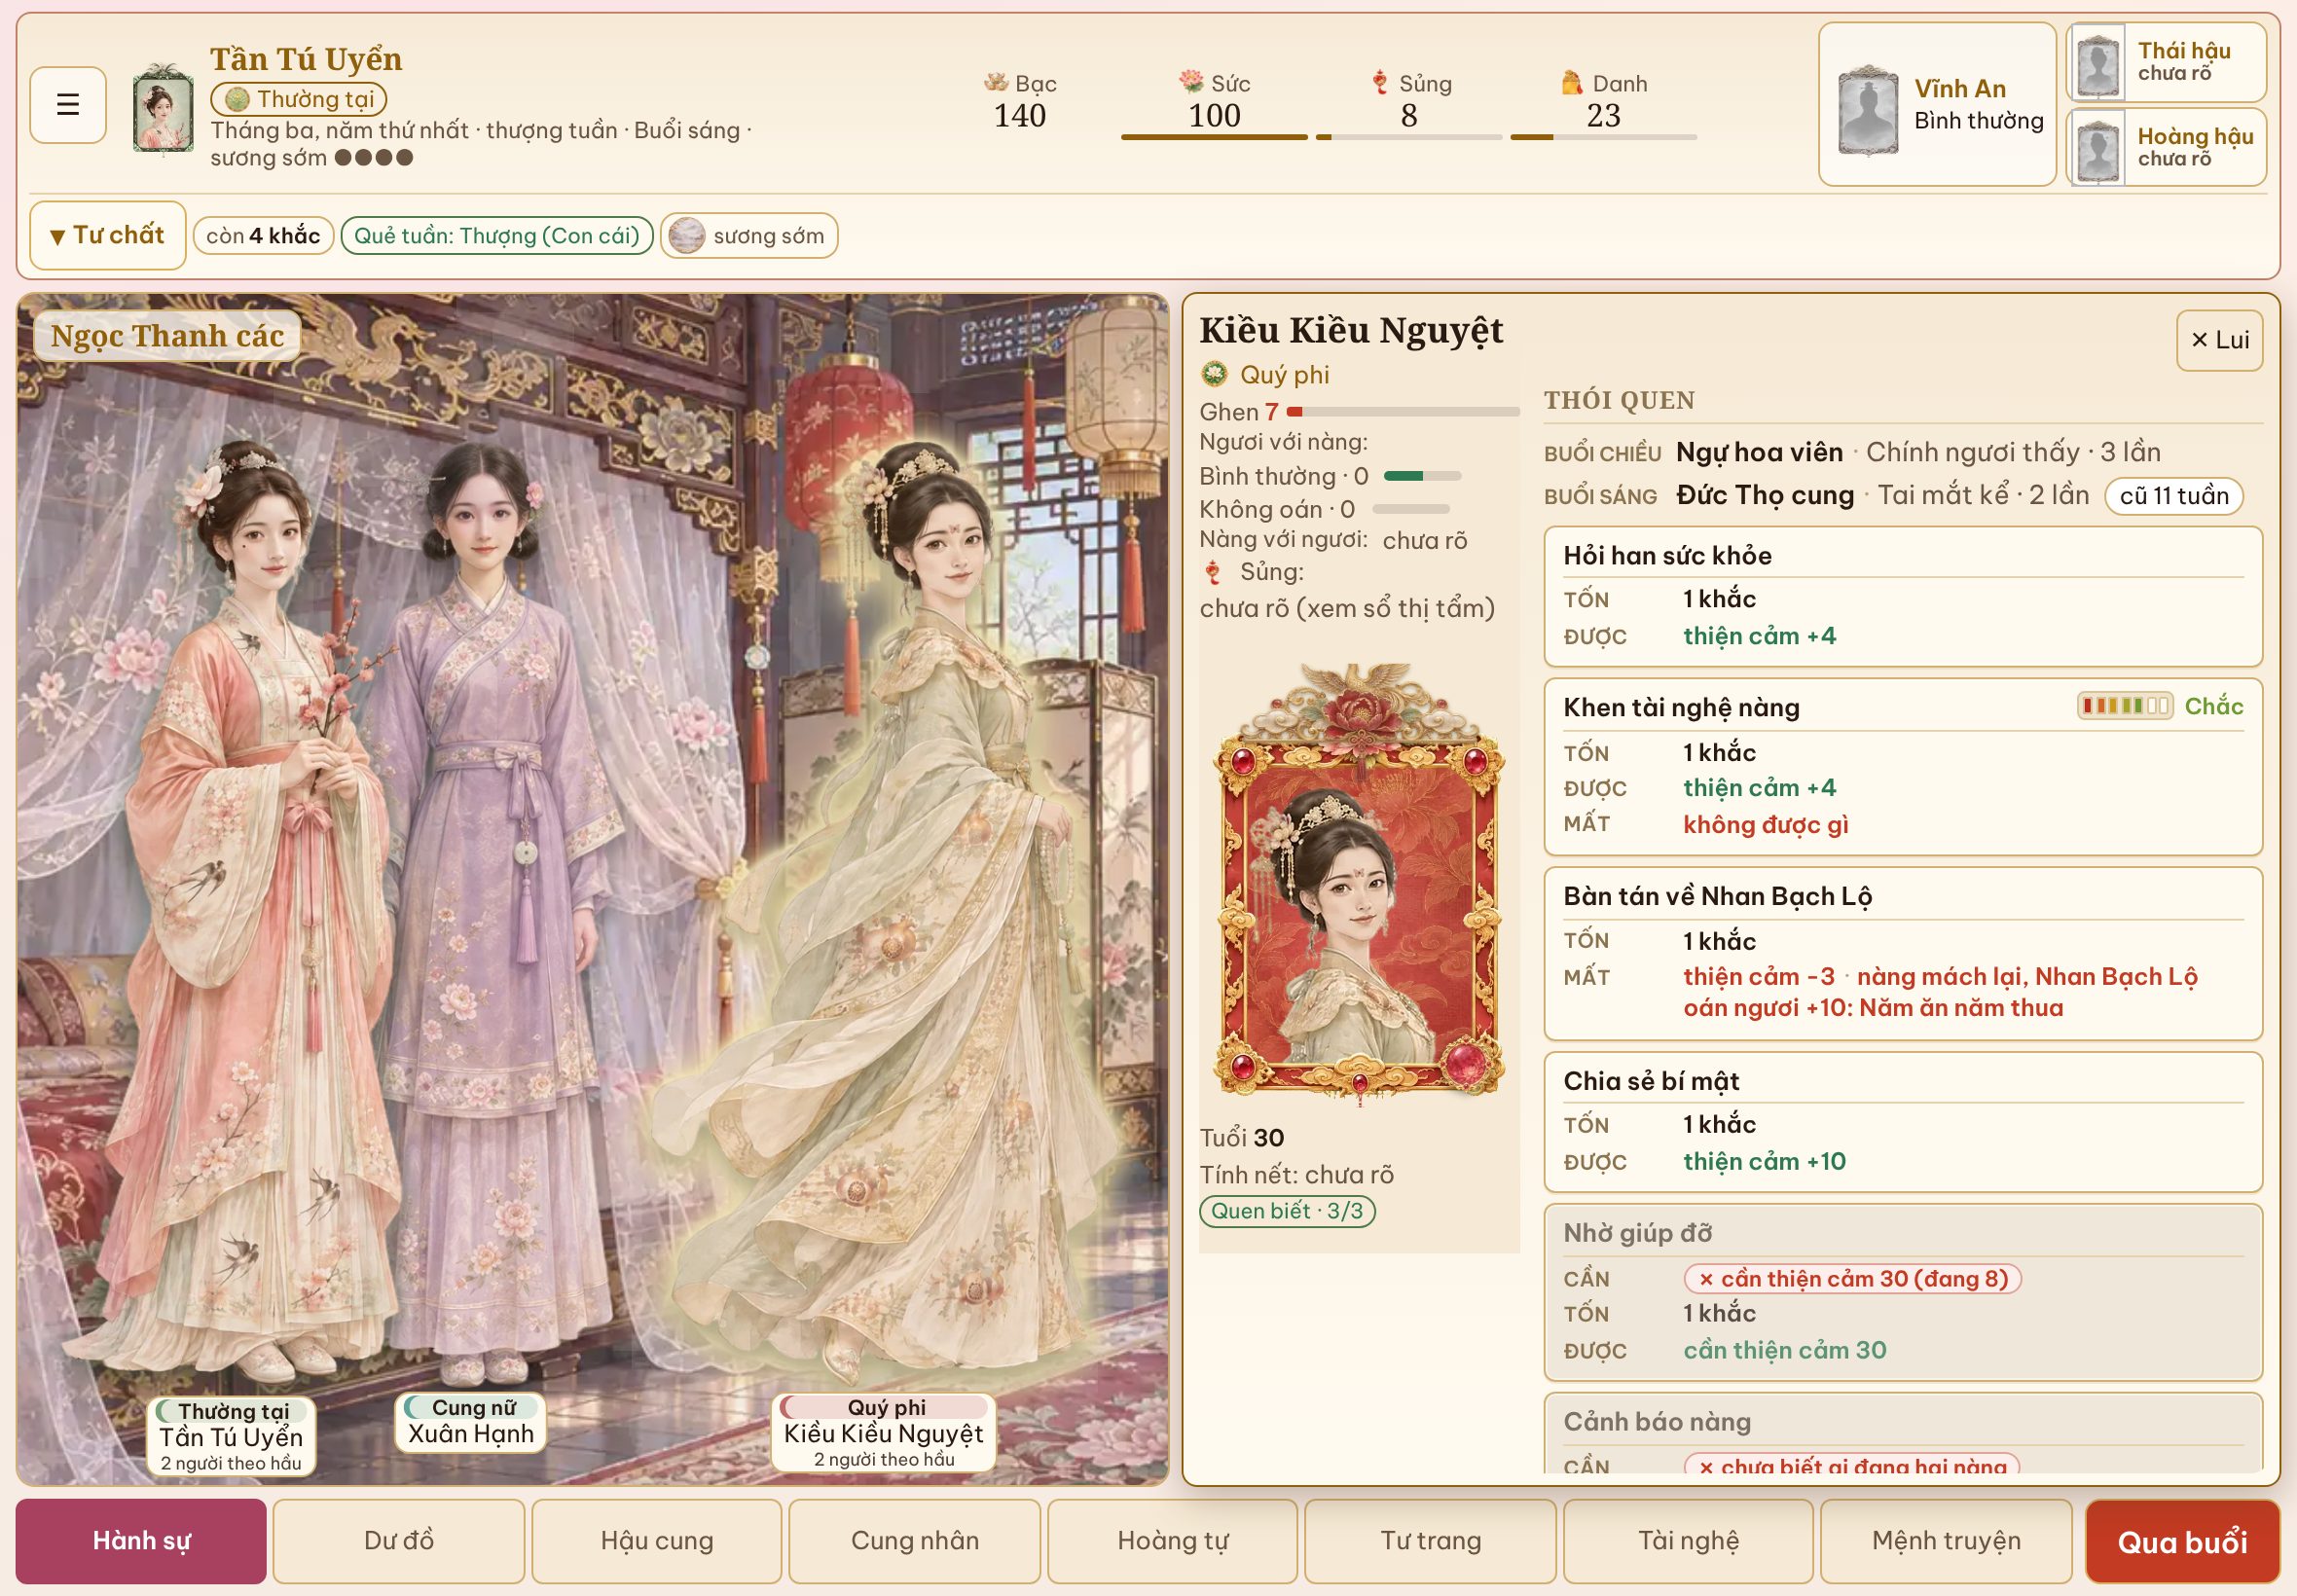 ☰
Tần Tú Uyển
Thường tại
Tháng ba, năm thứ nhất · thượng tuần · Buổi sáng ·
sương sớm ●●●●
Bạc
140
Sức
100
Sủng
8
Danh
23
Vĩnh An
Bình thường
Thái hậu
chưa rõ
Hoàng hậu
chưa rõ
▼ Tư chất
còn 4 khắc
Quẻ tuần: Thượng (Con cái)
sương sớm
Ngọc Thanh các
Thường tại
Tần Tú Uyển
2 người theo hầu
Cung nữ
Xuân Hạnh
Quý phi
Kiều Kiều Nguyệt
2 người theo hầu
Kiều Kiều Nguyệt
Quý phi
Ghen 7
Ngươi với nàng:
Bình thường · 0
Không oán · 0
Nàng với ngươi: chưa rõ
Sủng:
chưa rõ (xem sổ thị tẩm)
Tuổi 30
Tính nết: chưa rõ
Quen biết · 3/3
× Lui
THÓI QUEN
BUỔI CHIỀU Ngự hoa viên · Chính ngươi thấy · 3 lần
BUỔI SÁNG Đức Thọ cung · Tai mắt kể · 2 lần cũ 11 tuần
Hỏi han sức khỏe
TỐN 1 khắc
ĐƯỢC thiện cảm +4
Khen tài nghệ nàng Chắc
TỐN 1 khắc
ĐƯỢC thiện cảm +4
MẤT không được gì
Bàn tán về Nhan Bạch Lộ
TỐN 1 khắc
MẤT thiện cảm -3 · nàng mách lại, Nhan Bạch Lộ
oán ngươi +10: Năm ăn năm thua
Chia sẻ bí mật
TỐN 1 khắc
ĐƯỢC thiện cảm +10
Nhờ giúp đỡ
CẦN × cần thiện cảm 30 (đang 8)
TỐN 1 khắc
ĐƯỢC cần thiện cảm 30
Cảnh báo nàng
CẦN × chưa biết ai đang hại nàng
Hành sự
Dư đồ
Hậu cung
Cung nhân
Hoàng tự
Tư trang
Tài nghệ
Mệnh truyện
Qua buổi